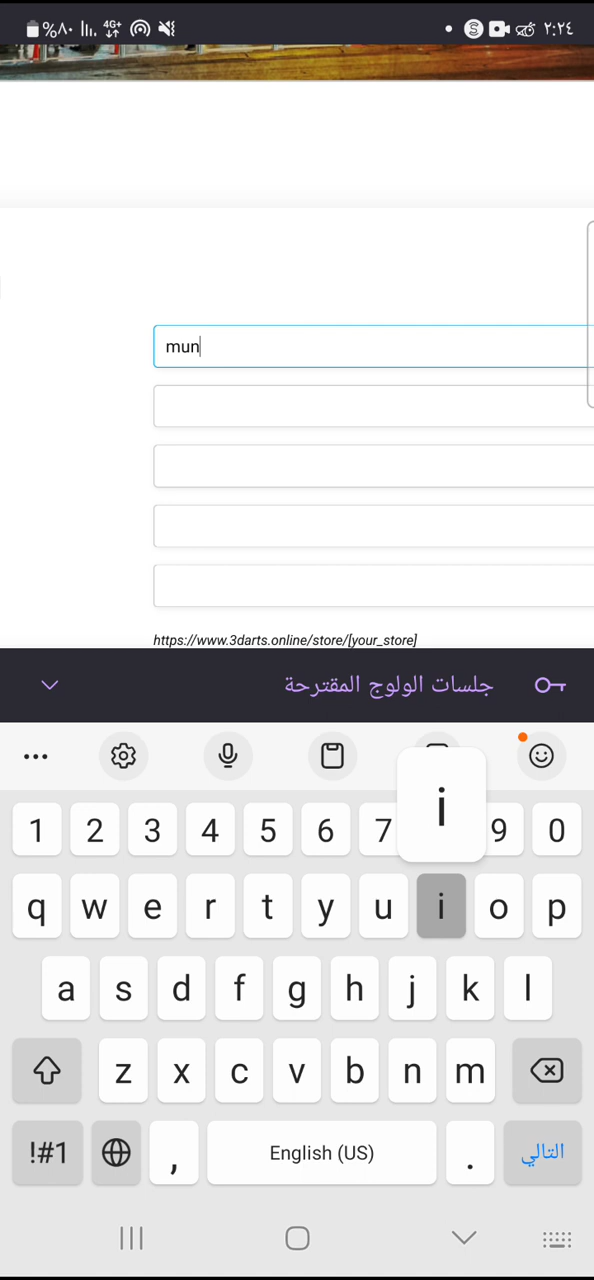 %٨٠ 4G+ ٢:٢٤
mun
https://www.3darts.online/store/[your_store]
جلسات الولوج المقترحة
i
1 2 3 4 5 6 7 9 0
q w e r t y u i o p
a s d f g h j k l
z x c v b n m
!#1 , English (US) . التالي